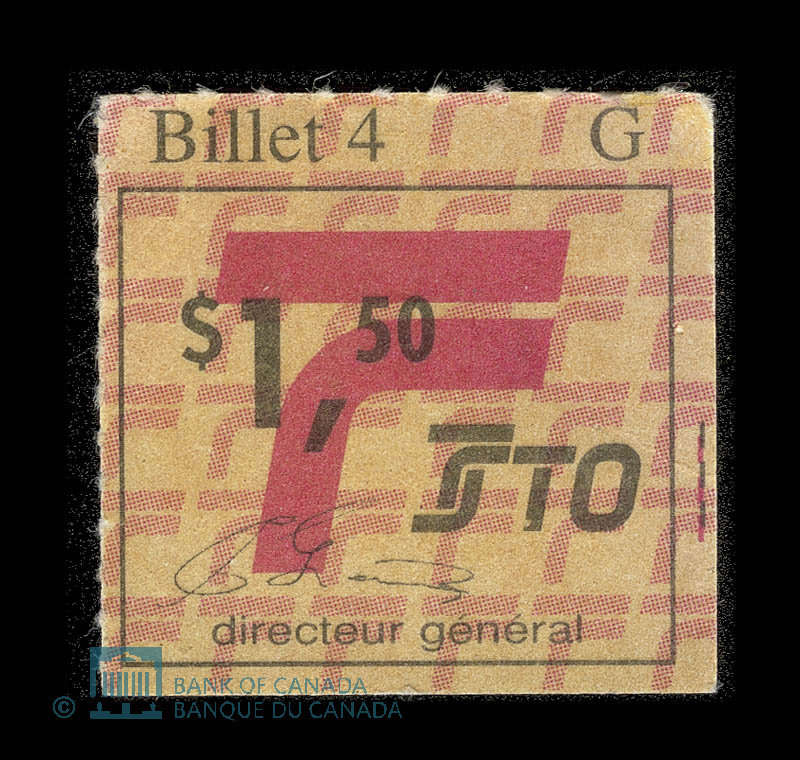 Billet 4 G
$1,50
STO
directeur général
© BANK OF CANADA
BANQUE DU CANADA